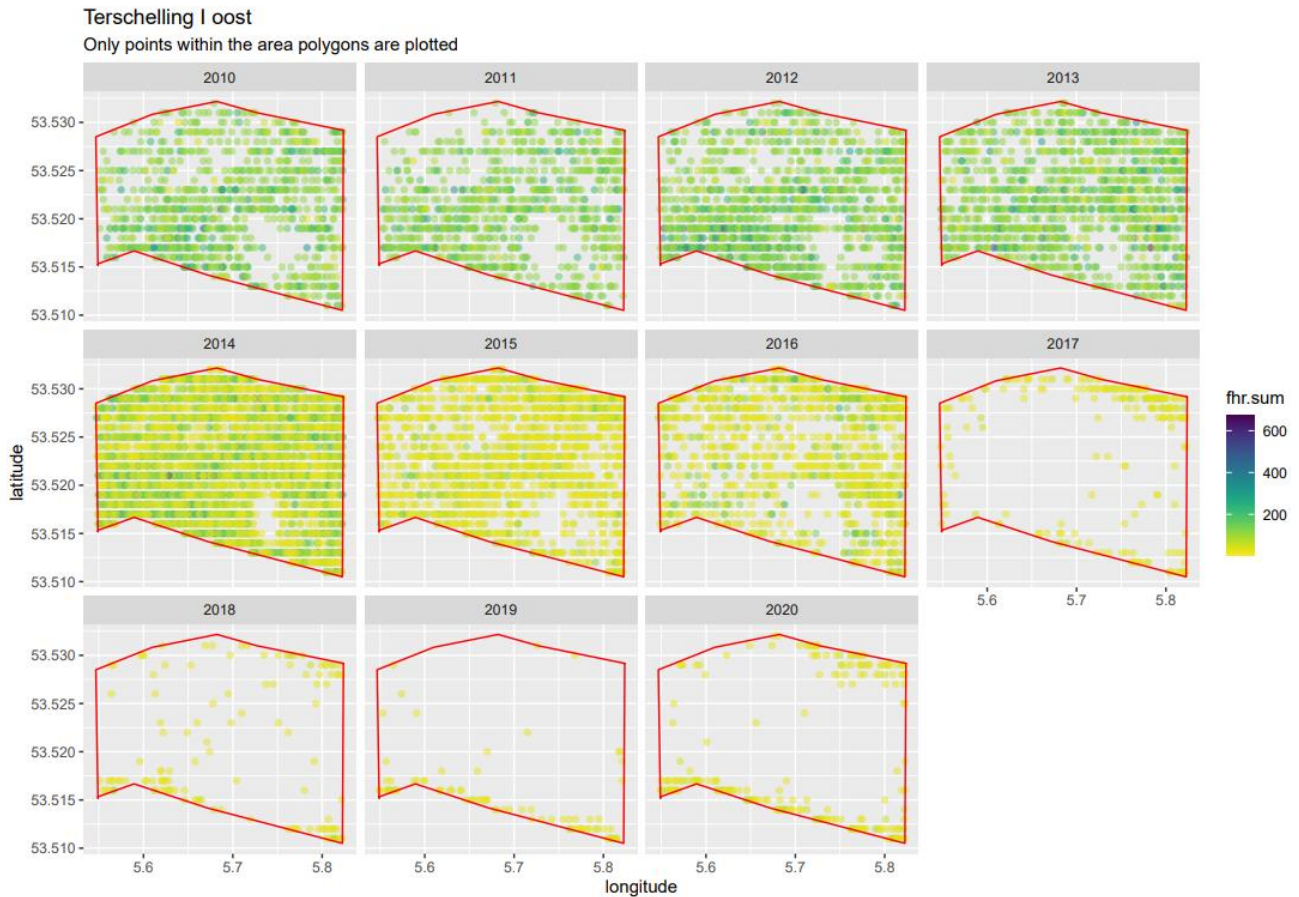 Terschelling I oost
Only points within the area polygons are plotted
2010 2011 2012 2013
53.530
53.525
53.520
53.515
53.510
2014 2015 2016 2017
53.530
53.525
53.520
53.515
53.510
5.6 5.7 5.8
2018 2019 2020
53.530
53.525
53.520
53.515
53.510
5.6 5.7 5.8 5.6 5.7 5.8 5.6 5.7 5.8
latitude
longitude
fhr.sum
600
400
200